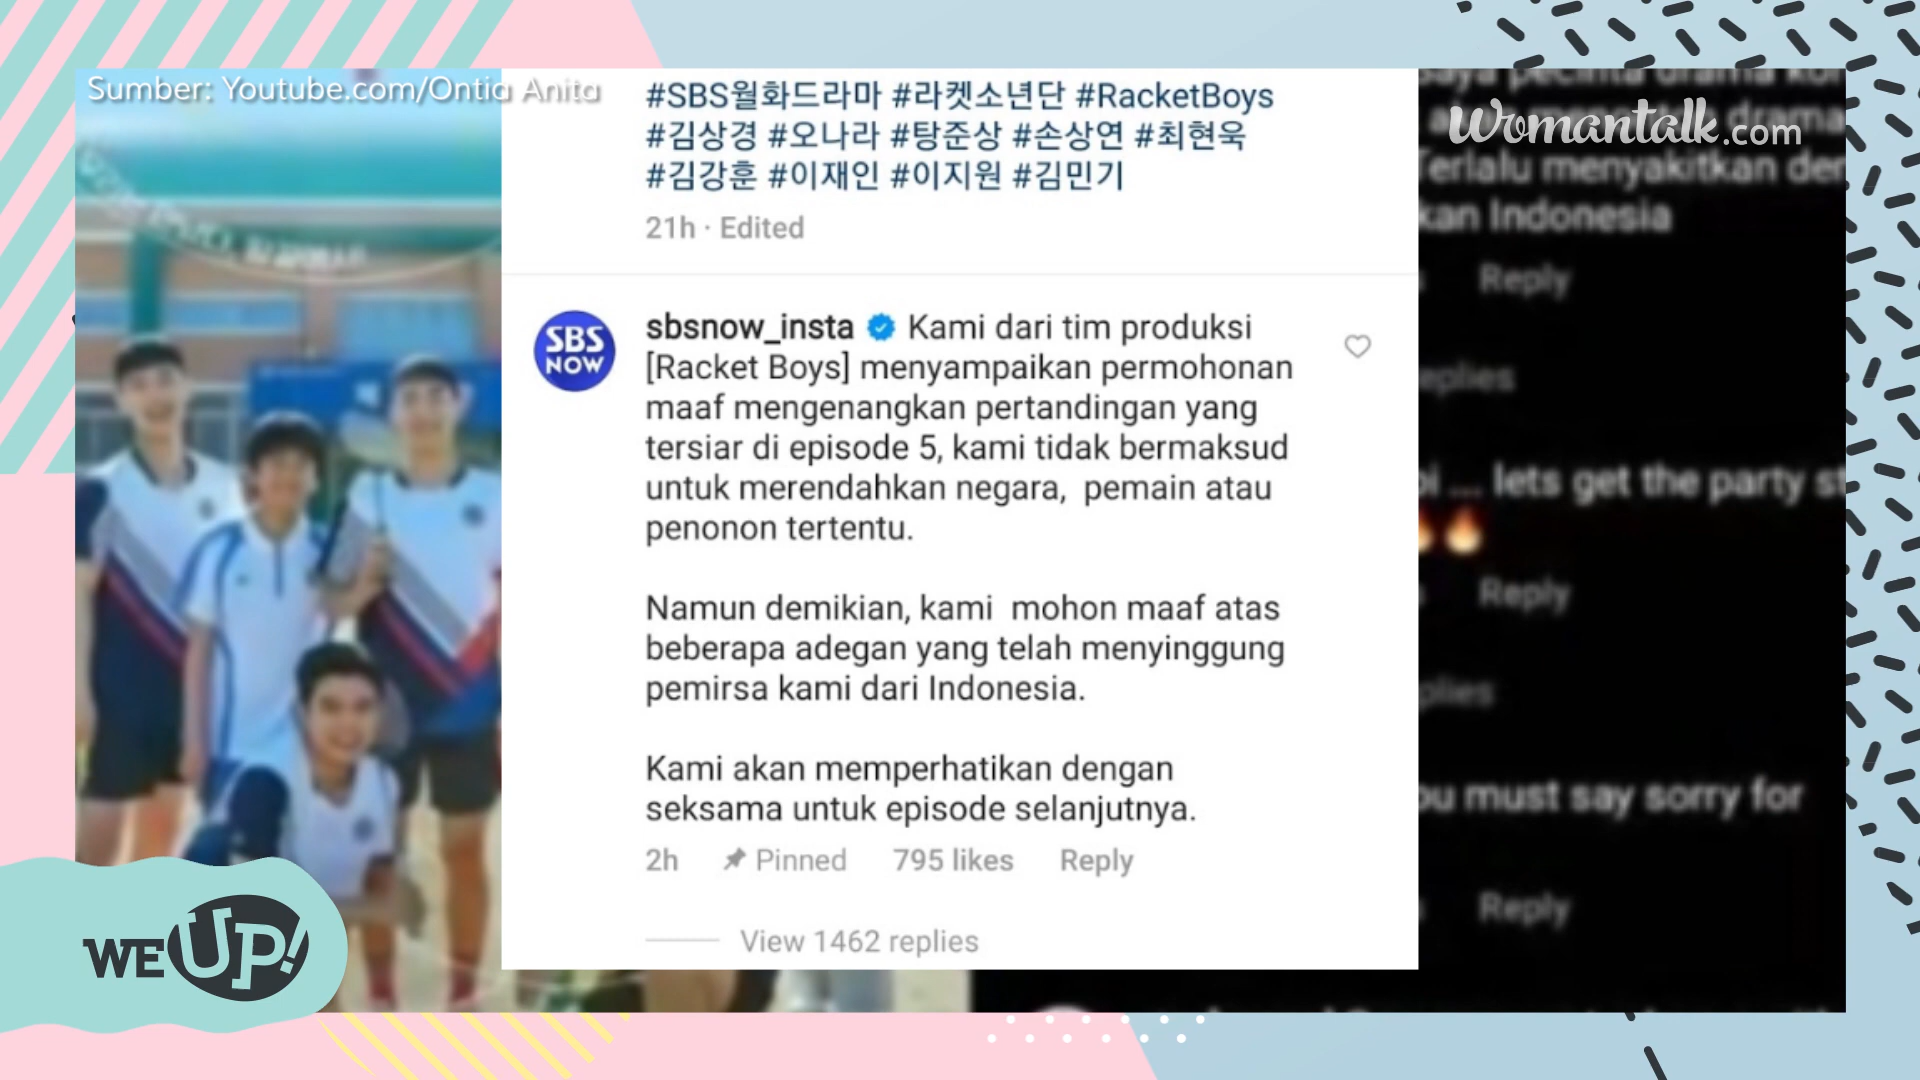 Sumber: Youtube.com/Ontia Anita
Womantalk.com
#SBS월화드라마 #라켓소년단 #RacketBoys
#김상경 #오나라 #탕준상 #손상연 #최현욱
#김강훈 #이재인 #이지원 #김민기
21h · Edited
SBS
NOW
sbsnow_insta Kami dari tim produksi
[Racket Boys] menyampaikan permohonan
maaf mengenangkan pertandingan yang
tersiar di episode 5, kami tidak bermaksud
untuk merendahkan negara,  pemain atau
penonon tertentu.
Namun demikian, kami  mohon maaf atas
beberapa adegan yang telah menyinggung
pemirsa kami dari Indonesia.
Kami akan memperhatikan dengan
seksama untuk episode selanjutnya.
2h Pinned 795 likes Reply
View 1462 replies
Terlalu menyakitkan
kan Indonesia
Reply
... lets get the party
Reply
must say sorry for
Reply
WE UP!